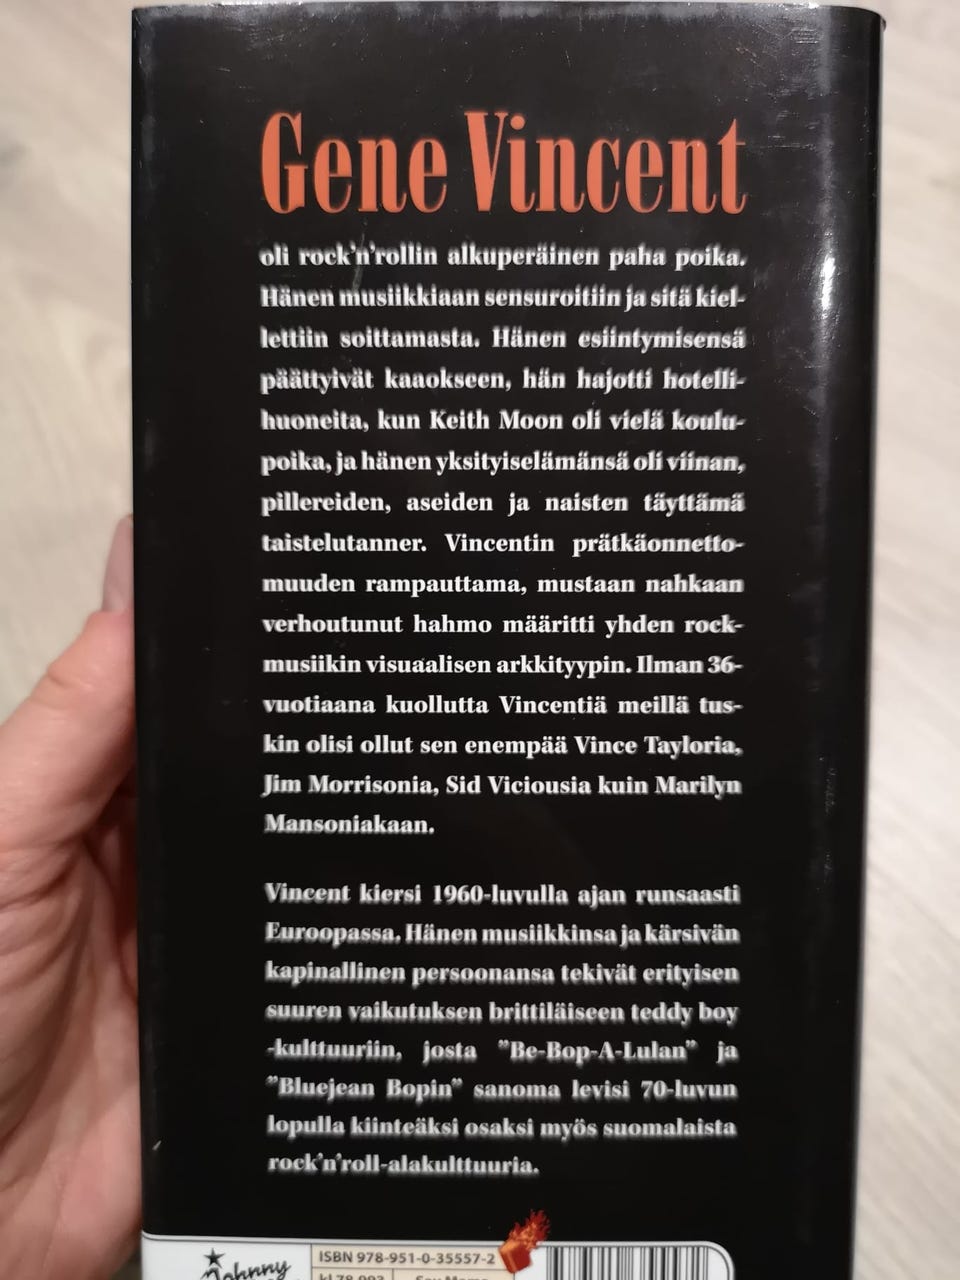 Gene Vincent
oli rock'n'rollin alkuperäinen paha poika.
Hänen musiikkiaan sensuroitiin ja sitä kiel-
lettiin soittamasta. Hänen esiintymisensä
päättyivät kaaokseen, hän hajotti hotelli-
huoneita, kun Keith Moon oli vielä koulu-
poika, ja hänen yksityiselämänsä oli viinan,
pillereiden, aseiden ja naisten täyttämä
taistelutanner. Vincentin prätkäonnetto-
muuden rampauttama, mustaan nahkaan
verhoutunut hahmo määritti yhden rock-
musiikin visuaalisen arkkityypin. Ilman 36-
vuotiaana kuollutta Vincentiä meillä tus-
kin olisi ollut sen enempää Vince Tayloria,
Jim Morrisonia, Sid Viciousia kuin Marilyn
Mansoniakaan.
Vincent kiersi 1960-luvulla ajan runsaasti
Euroopassa. Hänen musiikkinsa ja kärsivän
kapinallinen persoonansa tekivät erityisen
suuren vaikutuksen brittiläiseen teddy boy
-kulttuuriin, josta ”Be-Bop-A-Lulan” ja
”Bluejean Bopin” sanoma levisi 70-luvun
lopulla kiinteäksi osaksi myös suomalaista
rock'n'roll-alakulttuuria.
Johnny
ISBN 978-951-0-35557-2
kl 78.993